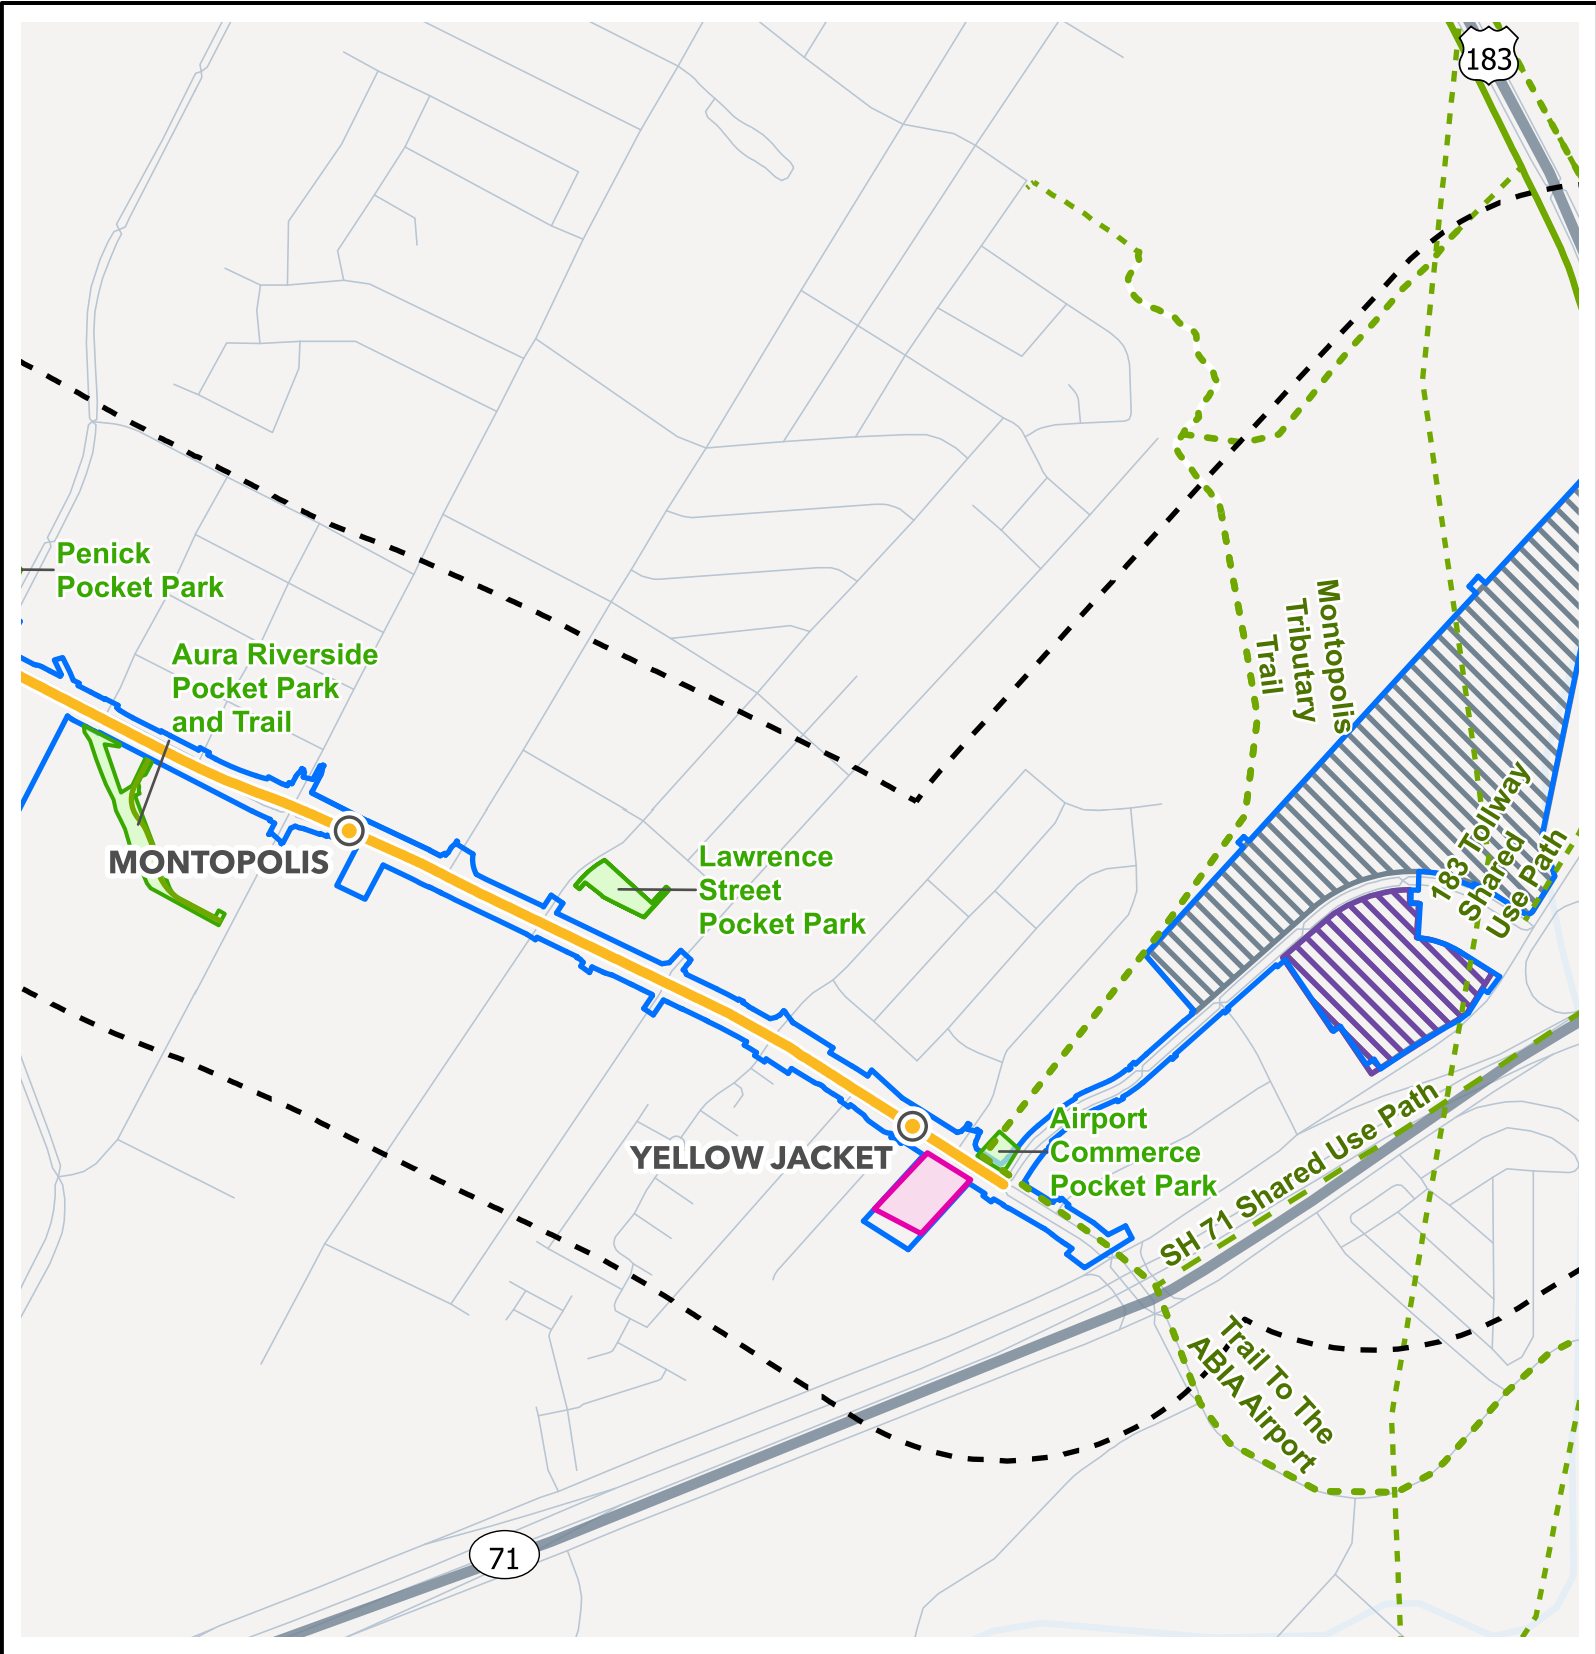 183
Penick
Pocket Park
Aura Riverside
Pocket Park
and Trail
Montopolis
Tributary
Trail
MONTOPOLIS
Lawrence
Street
Pocket Park
183 Tollway
Shared
Use Path
YELLOW JACKET
Airport
Commerce
Pocket Park
SH 71 Shared Use Path
Trail To The
ABIA Airport
71